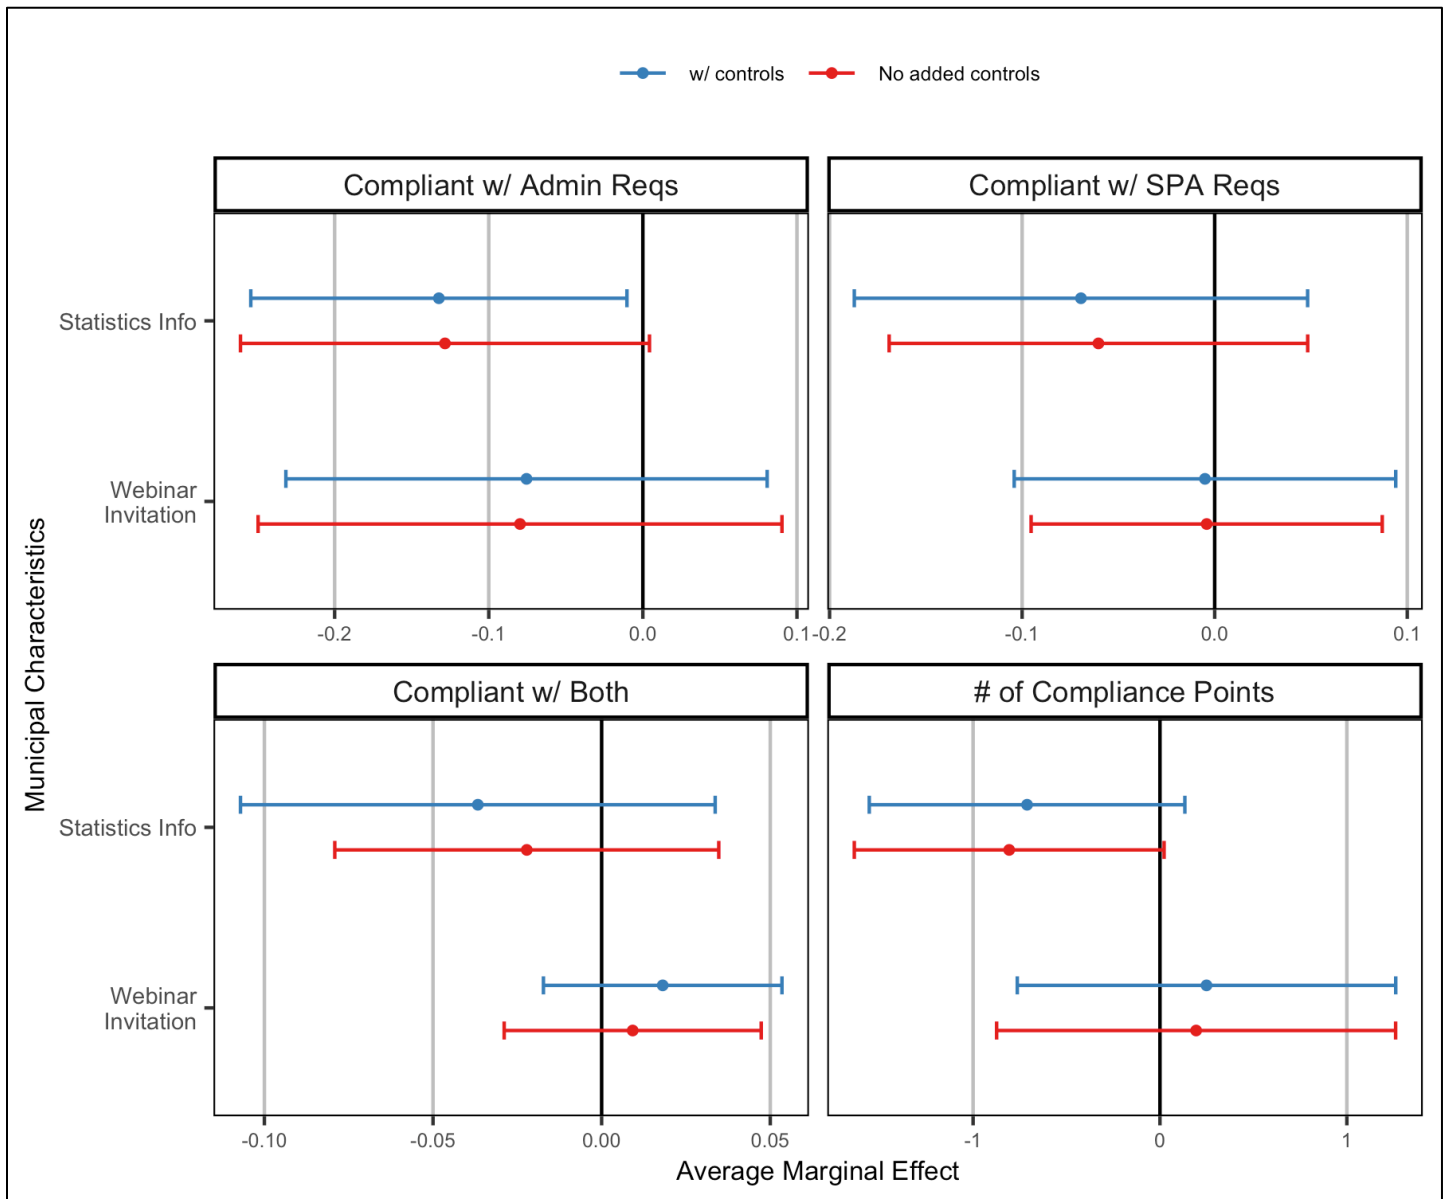 w/ controls No added controls
Compliant w/ Admin Reqs
Compliant w/ SPA Reqs
Statistics Info
Webinar
Invitation
-0.2 -0.1 0.0 0.1
-0.2 -0.1 0.0 0.1
Municipal Characteristics
Compliant w/ Both
# of Compliance Points
Statistics Info
Webinar
Invitation
-0.10 -0.05 0.00 0.05
-1 0 1
Average Marginal Effect